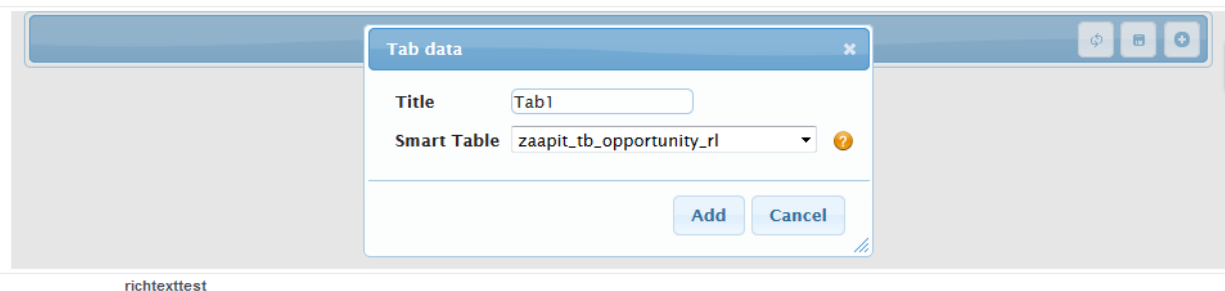 Tab data
Title Tab1
Smart Table zaapit_tb_opportunity_rl
Add Cancel
richtexttest